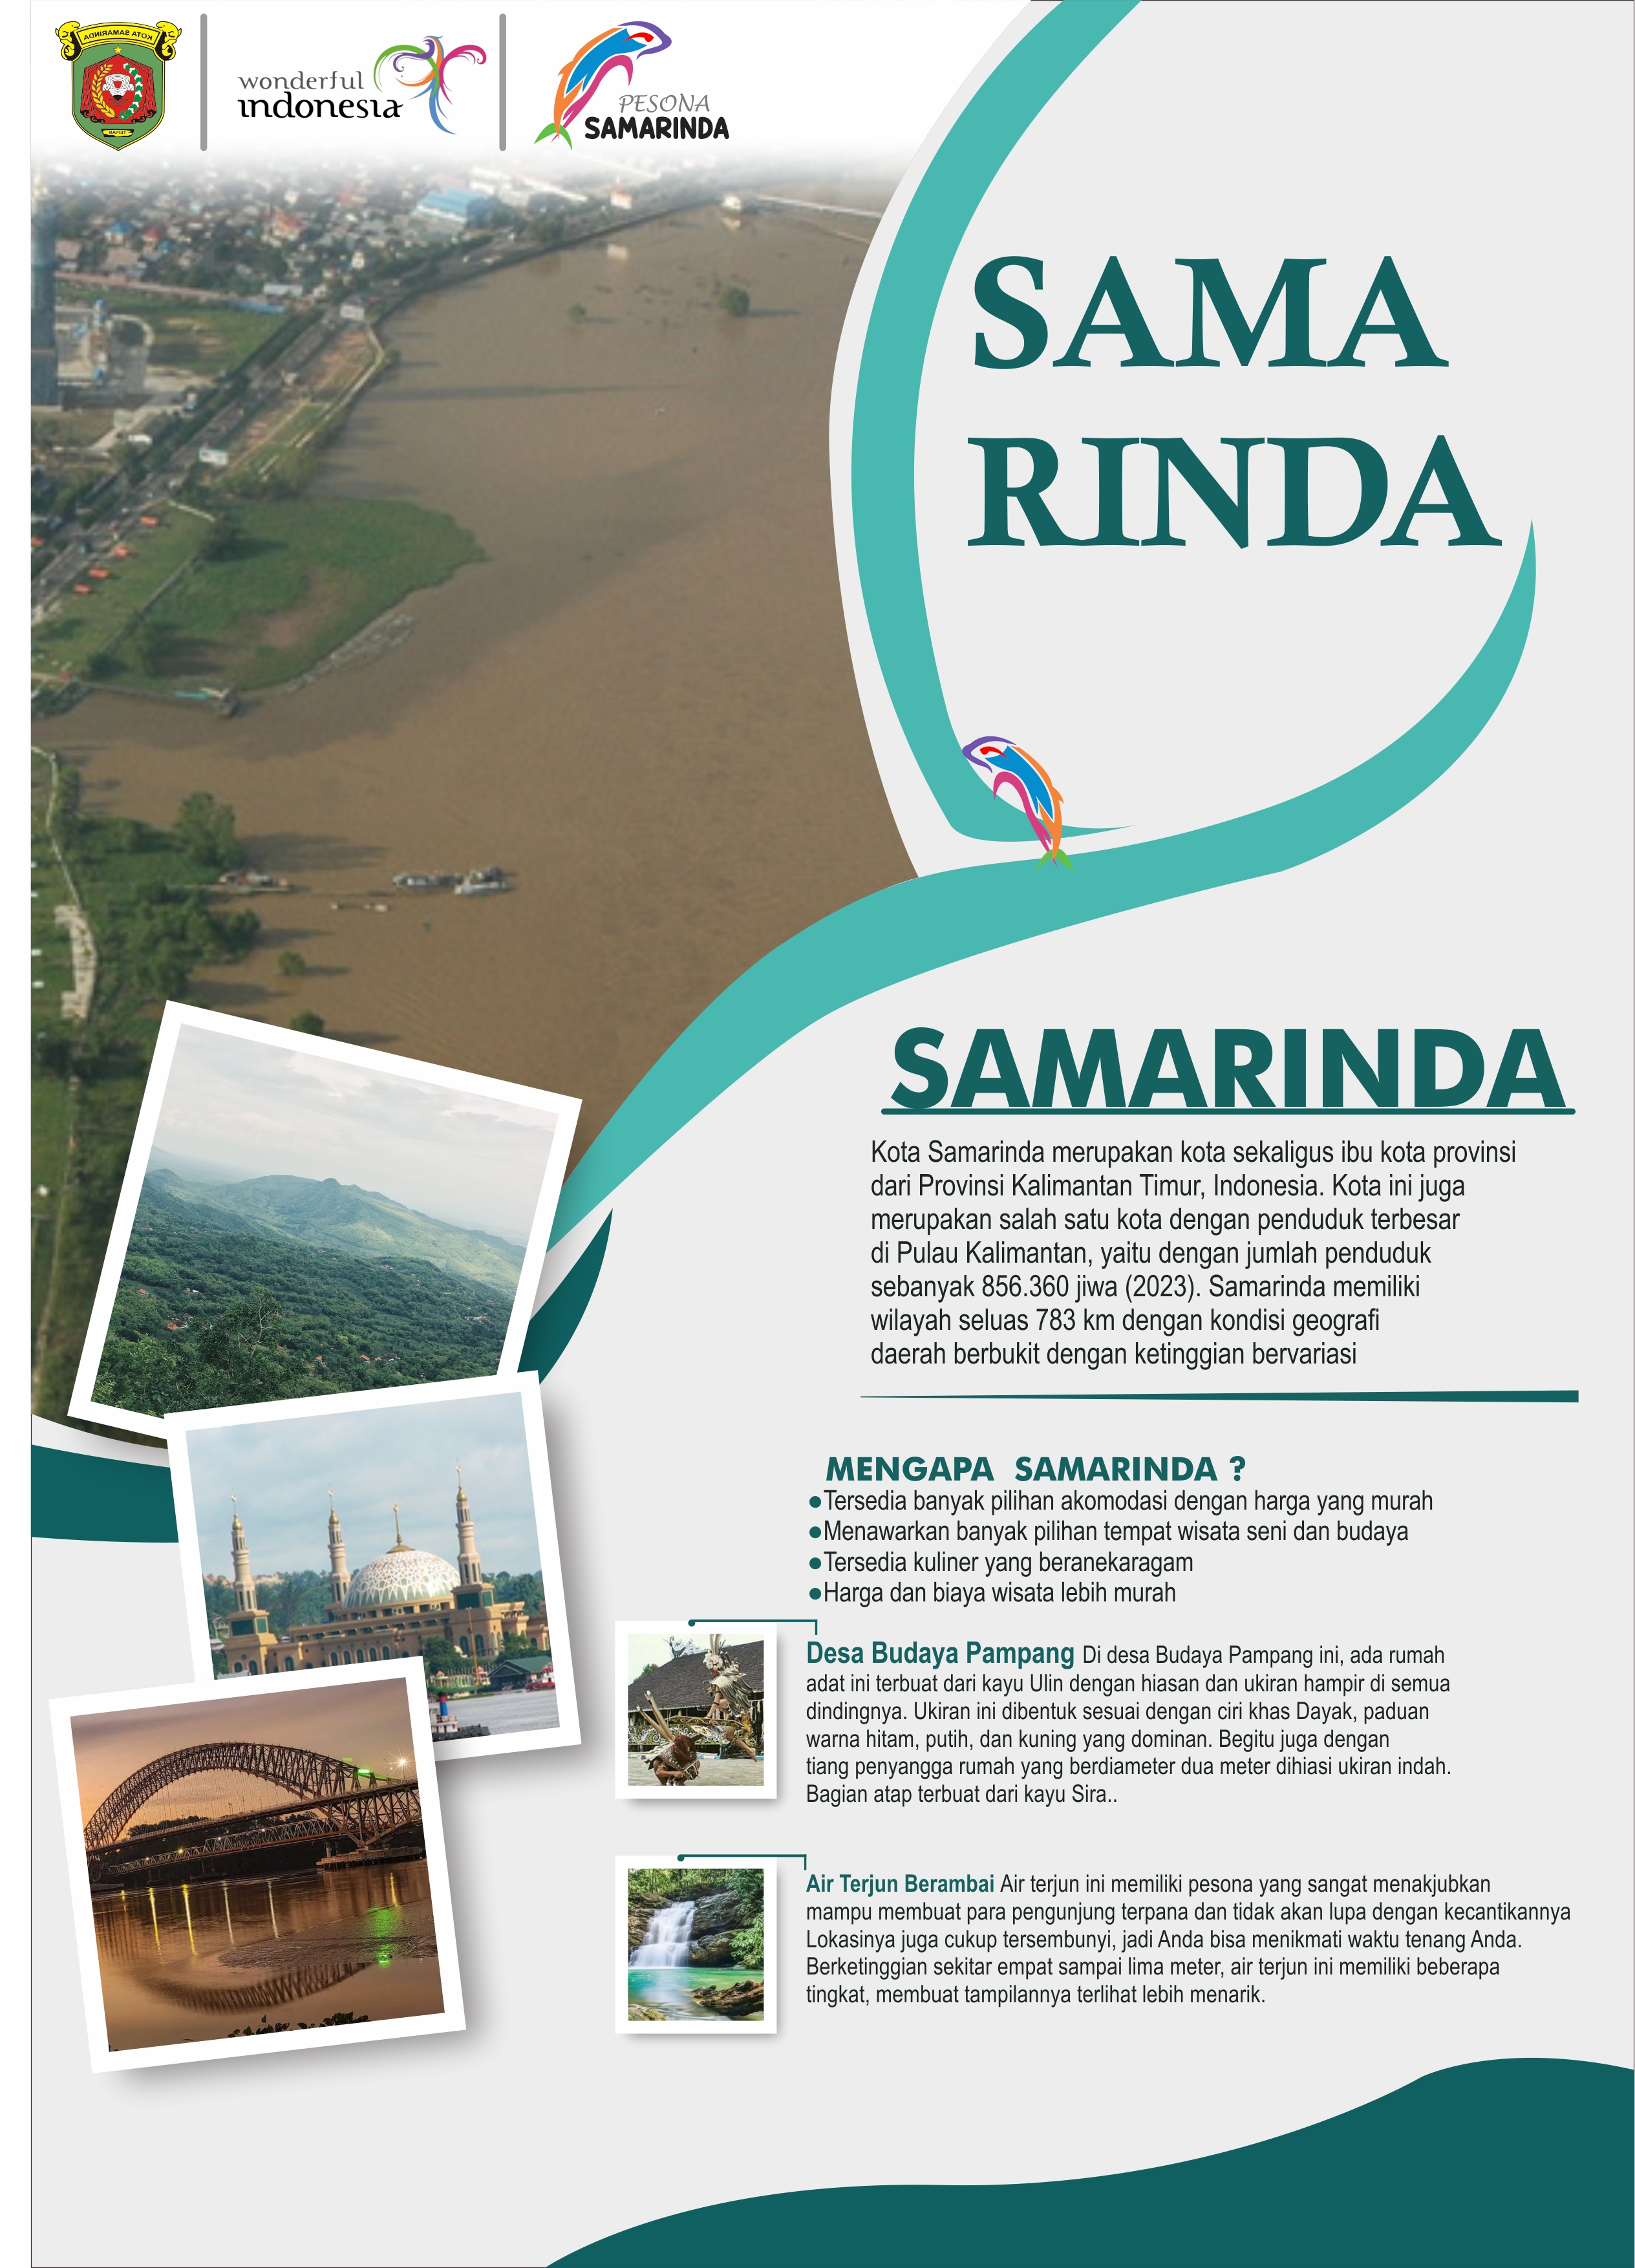 KOTA SAMARINDA
TEPIAN
wonderful
indonesia
PESONA
SAMARINDA
SAMA
RINDA
SAMARINDA
Kota Samarinda merupakan kota sekaligus ibu kota provinsi
dari Provinsi Kalimantan Timur, Indonesia. Kota ini juga
merupakan salah satu kota dengan penduduk terbesar
di Pulau Kalimantan, yaitu dengan jumlah penduduk
sebanyak 856.360 jiwa (2023). Samarinda memiliki
wilayah seluas 783 km dengan kondisi geografi
daerah berbukit dengan ketinggian bervariasi
MENGAPA SAMARINDA ?
●Tersedia banyak pilihan akomodasi dengan harga yang murah
●Menawarkan banyak pilihan tempat wisata seni dan budaya
●Tersedia kuliner yang beranekaragam
●Harga dan biaya wisata lebih murah
Desa Budaya Pampang Di desa Budaya Pampang ini, ada rumah
adat ini terbuat dari kayu Ulin dengan hiasan dan ukiran hampir di semua
dindingnya. Ukiran ini dibentuk sesuai dengan ciri khas Dayak, paduan
warna hitam, putih, dan kuning yang dominan. Begitu juga dengan
tiang penyangga rumah yang berdiameter dua meter dihiasi ukiran indah.
Bagian atap terbuat dari kayu Sira..
Air Terjun Berambai Air terjun ini memiliki pesona yang sangat menakjubkan
mampu membuat para pengunjung terpana dan tidak akan lupa dengan kecantikannya
Lokasinya juga cukup tersembunyi, jadi Anda bisa menikmati waktu tenang Anda.
Berketinggian sekitar empat sampai lima meter, air terjun ini memiliki beberapa
tingkat, membuat tampilannya terlihat lebih menarik.